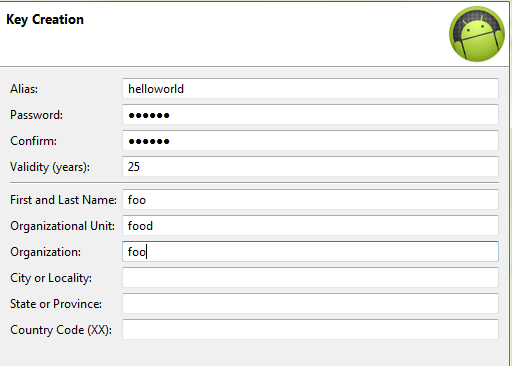 Key Creation
Alias: helloworld
Password: ●●●●●●
Confirm: ●●●●●●
Validity (years): 25
First and Last Name: foo
Organizational Unit: food
Organization: foo
City or Locality:
State or Province:
Country Code (XX):